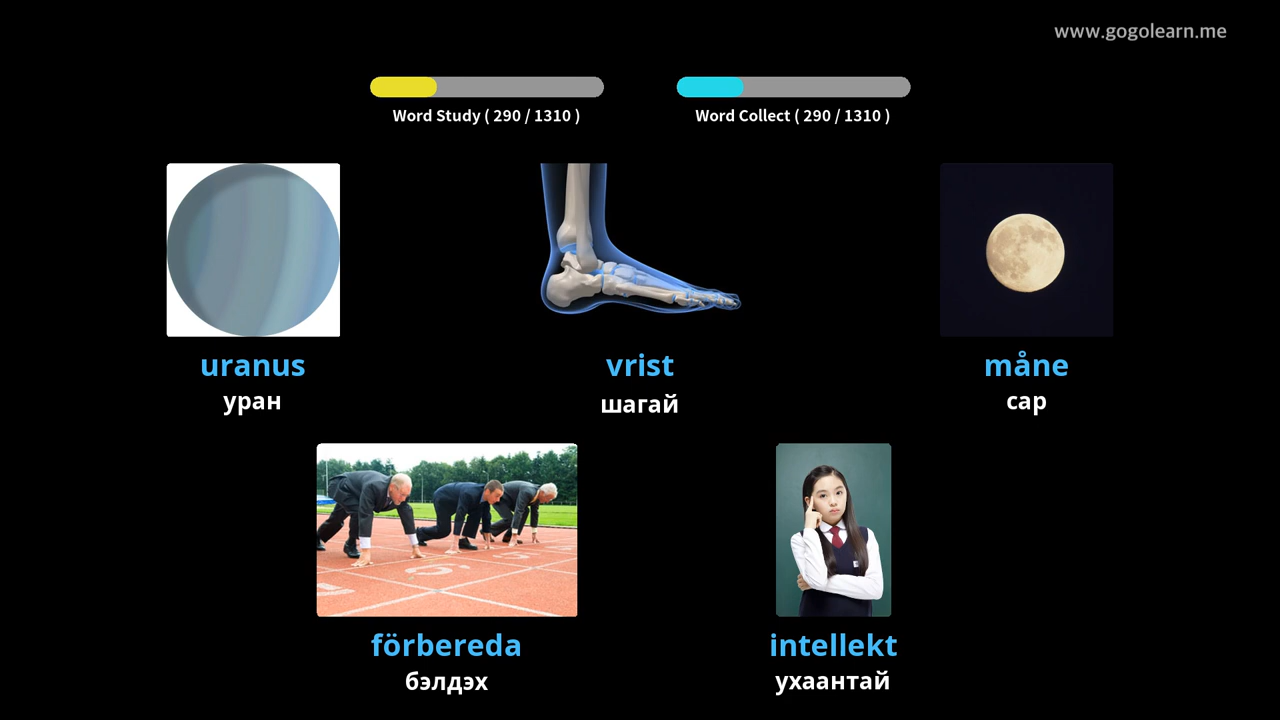 www.gogolearn.me
Word Study ( 290 / 1310 )
Word Collect ( 290 / 1310 )
uranus
уран
vrist
шагай
måne
сар
förbereda
бэлдэх
intellekt
ухаантай